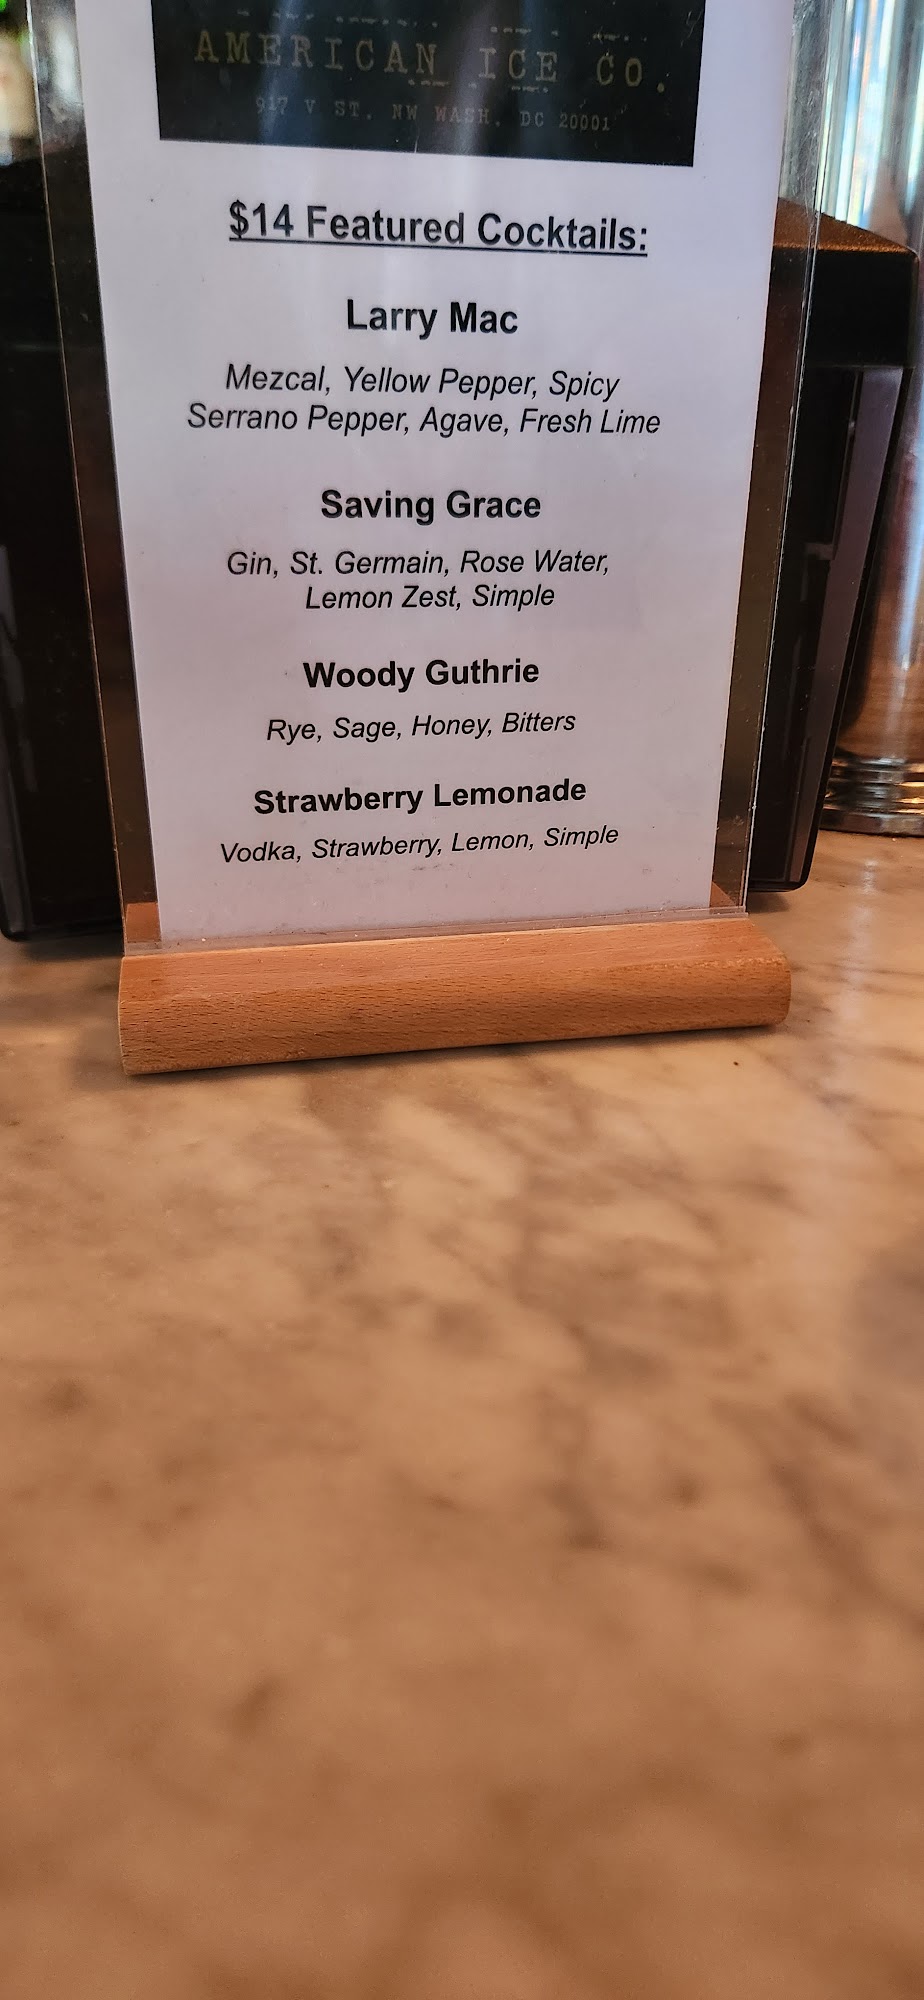 AMERICAN ICE CO.
917 V ST. NW WASH. DC 20001
$14 Featured Cocktails:
Larry Mac
Mezcal, Yellow Pepper, Spicy
Serrano Pepper, Agave, Fresh Lime
Saving Grace
Gin, St. Germain, Rose Water,
Lemon Zest, Simple
Woody Guthrie
Rye, Sage, Honey, Bitters
Strawberry Lemonade
Vodka, Strawberry, Lemon, Simple